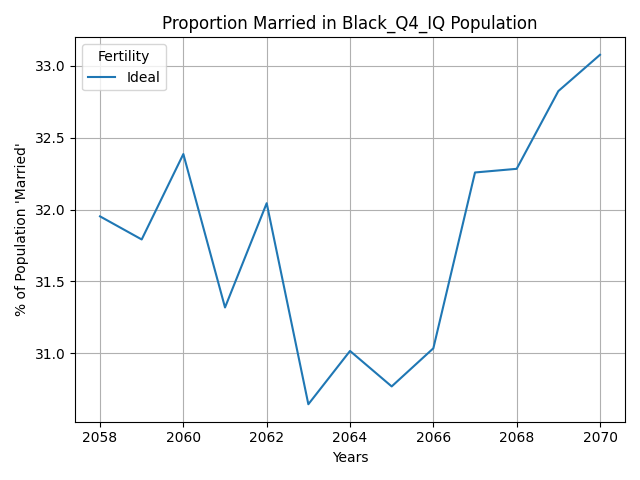 Proportion Married in Black_Q4_IQ Population
Fertility
Ideal
% of Population 'Married'
33.0
32.5
32.0
31.5
31.0
2058
2060
2062
2064
2066
2068
2070
Years